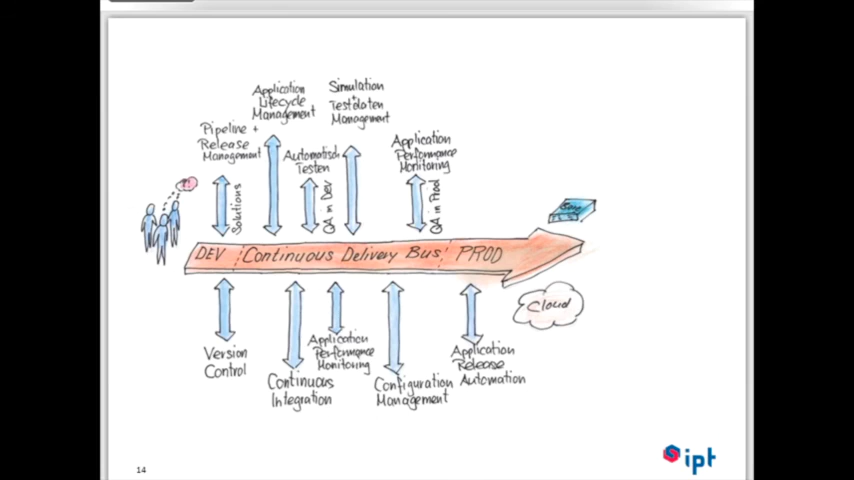 Simulation
+
Testdaten
Management
Application
Lifecycle
Management
Pipeline +
Release
Management
Automatisch
Testen
Application
Performance
Monitoring
Solutions
QA in Dev
QA in Prod
DEV Continuous Delivery Bus PROD
Cloud
Version
Control
Continuous
Integration
Application
Performance
Monitoring
Configuration
Management
Application
Release
Automation
14
ipt